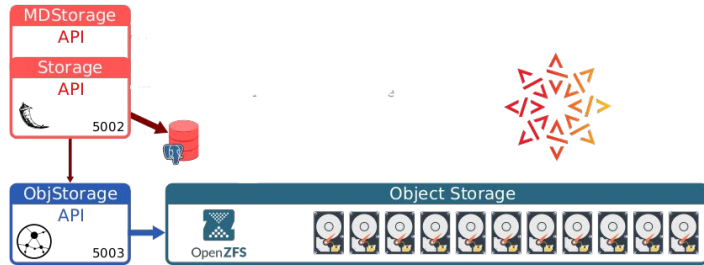 MDStorage
API
Storage
API
5002
ObjStorage
API
5003
Object Storage
OpenZFS